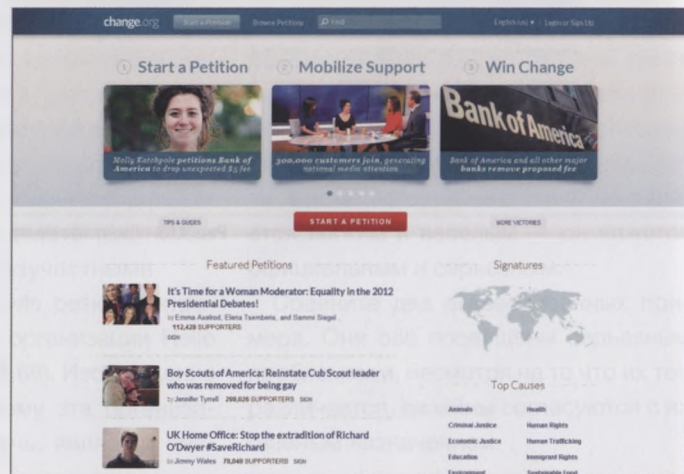 change.org Start a Petition Browse Petitions Find English (US) Login or Sign Up
1 Start a Petition
2 Mobilize Support
3 Win Change
Bank of America
Molly Katchpole petitions Bank of
America to drop unexpected $5 fee
300,000 customers join, generating
national media attention
Bank of America and all other major
banks remove proposed fee
TIPS & GUIDES
START A PETITION
MORE VICTORIES
Featured Petitions
It's Time for a Woman Moderator: Equality in the 2012
Presidential Debates!
by Emma Axelrod, Elena Tsemberis, and Sammi Siegel
112,428 SUPPORTERS
Boy Scouts of America: Reinstate Cub Scout leader
who was removed for being gay
by Jennifer Tyrrell SUPPORTERS SIGN
UK Home Office: Stop the extradition of Richard
O'Dwyer #SaveRichard
by Jimmy Wales SUPPORTERS SIGN
Signatures
Top Causes
Animals Health
Criminal Justice Human Rights
Economic Justice Human Trafficking
Education Immigrant Rights
Environment Sustainable Food